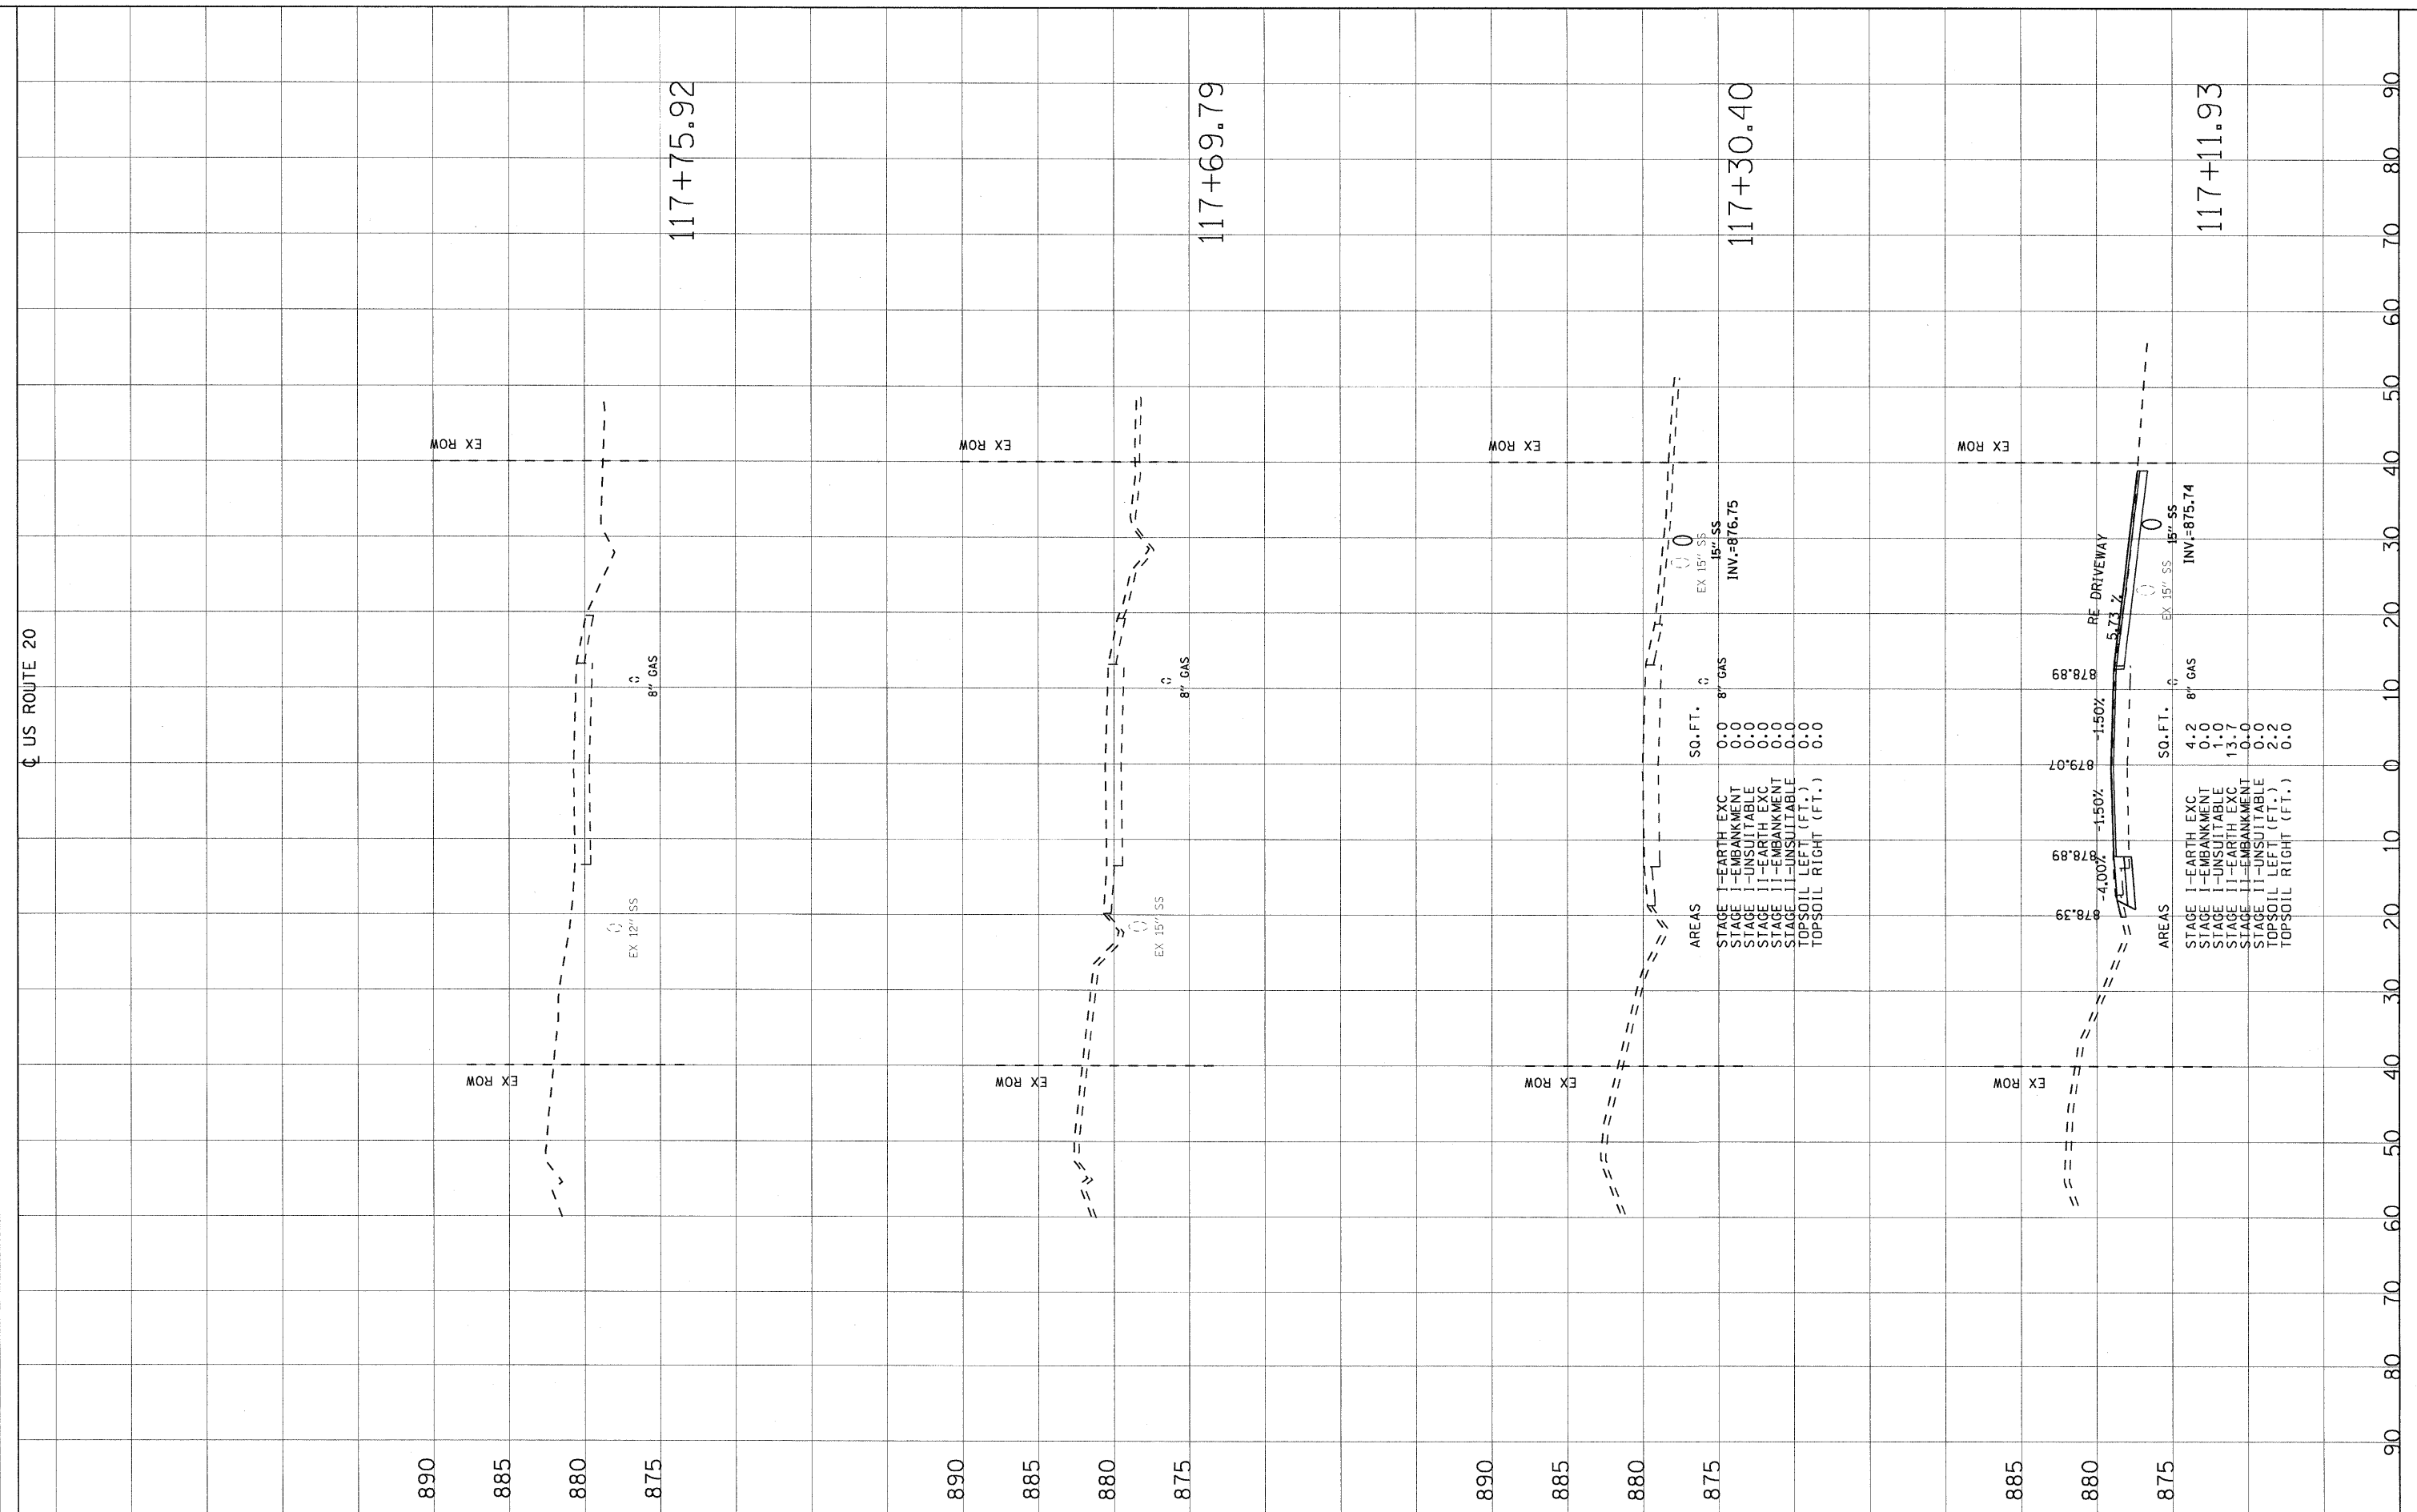 ℄ US ROUTE 20
117+75.92
EX ROW
8" GAS
EX 12" SS
EX ROW
890
885
880
875
117+69.79
EX ROW
8" GAS
EX 15" SS
EX ROW
890
885
880
875
117+30.40
EX ROW
EX 15" SS
15" SS
INV.=876.75
8" GAS
AREAS SQ.FT.
STAGE I-EARTH EXC 0.0
STAGE I-EMBANKMENT 0.0
STAGE I-UNSUITABLE 0.0
STAGE II-EARTH EXC 0.0
STAGE II-EMBANKMENT 0.0
STAGE II-UNSUITABLE 0.0
TOPSOIL LEFT (FT.) 0.0
TOPSOIL RIGHT (FT.) 0.0
EX ROW
890
885
880
875
117+11.93
EX ROW
RE DRIVEWAY
5.73 %
EX 15" SS
15" SS
INV.=875.74
878.39
-4.00%
878.89
-1.50%
879.07
-1.50%
878.89
8" GAS
AREAS SQ.FT.
STAGE I-EARTH EXC 4.2
STAGE I-EMBANKMENT 0.0
STAGE I-UNSUITABLE 1.0
STAGE II-EARTH EXC 13.7
STAGE II-EMBANKMENT 0.0
STAGE II-UNSUITABLE 0.0
TOPSOIL LEFT (FT.) 2.2
TOPSOIL RIGHT (FT.) 0.0
EX ROW
885
880
875
90 80 70 60 50 40 30 20 10 0 10 20 30 40 50 60 70 80 90